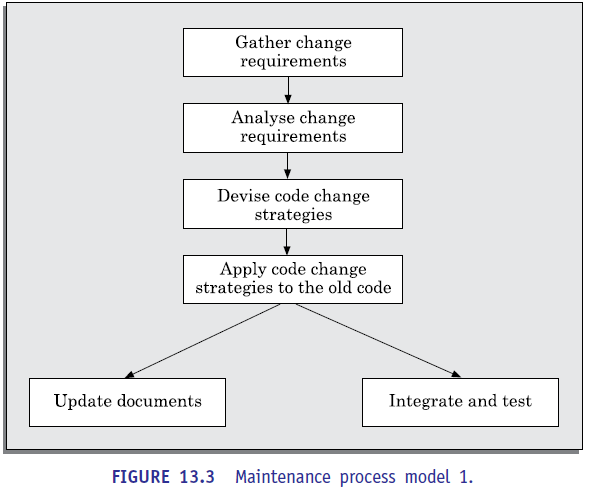 Gather change
requirements
Analyse change
requirements
Devise code change
strategies
Apply code change
strategies to the old code
Update documents
Integrate and test
FIGURE 13.3 Maintenance process model 1.